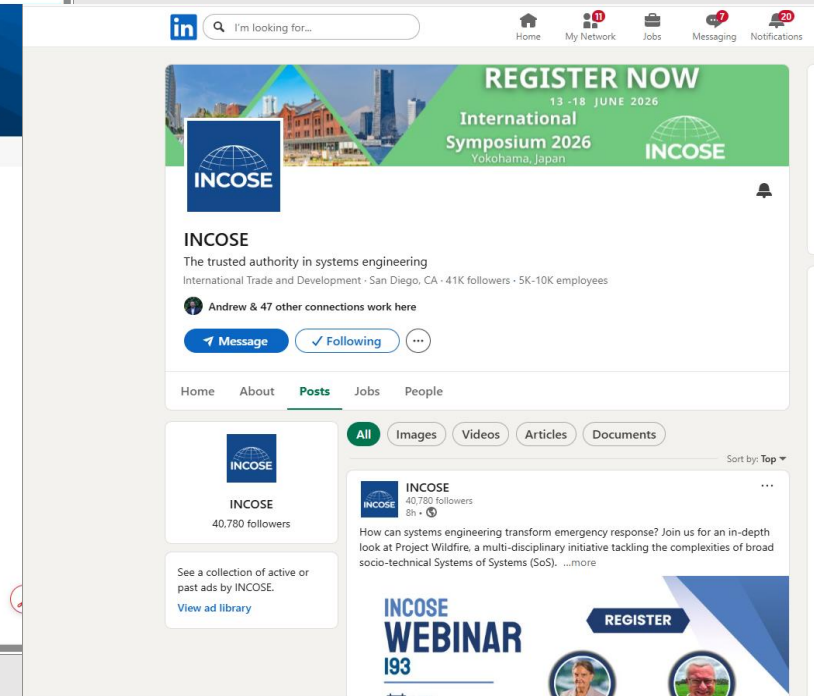 in
I'm looking for...
11
7
20
Home
My Network
Jobs
Messaging
Notifications
REGISTER NOW
13 -18 JUNE 2026
International
Symposium 2026
Yokohama, Japan
INCOSE
INCOSE
INCOSE
The trusted authority in systems engineering
International Trade and Development · San Diego, CA · 41K followers · 5K-10K employees
Andrew & 47 other connections work here
Message
Following
Home
About
Posts
Jobs
People
All
Images
Videos
Articles
Documents
Sort by: Top
INCOSE
INCOSE
40,780 followers
See a collection of active or
past ads by INCOSE.
View ad library
INCOSE
INCOSE
40,780 followers
8h •
How can systems engineering transform emergency response? Join us for an in-depth
look at Project Wildfire, a multi-disciplinary initiative tackling the complexities of broad
socio-technical Systems of Systems (SoS). ...more
INCOSE
WEBINAR
193
REGISTER